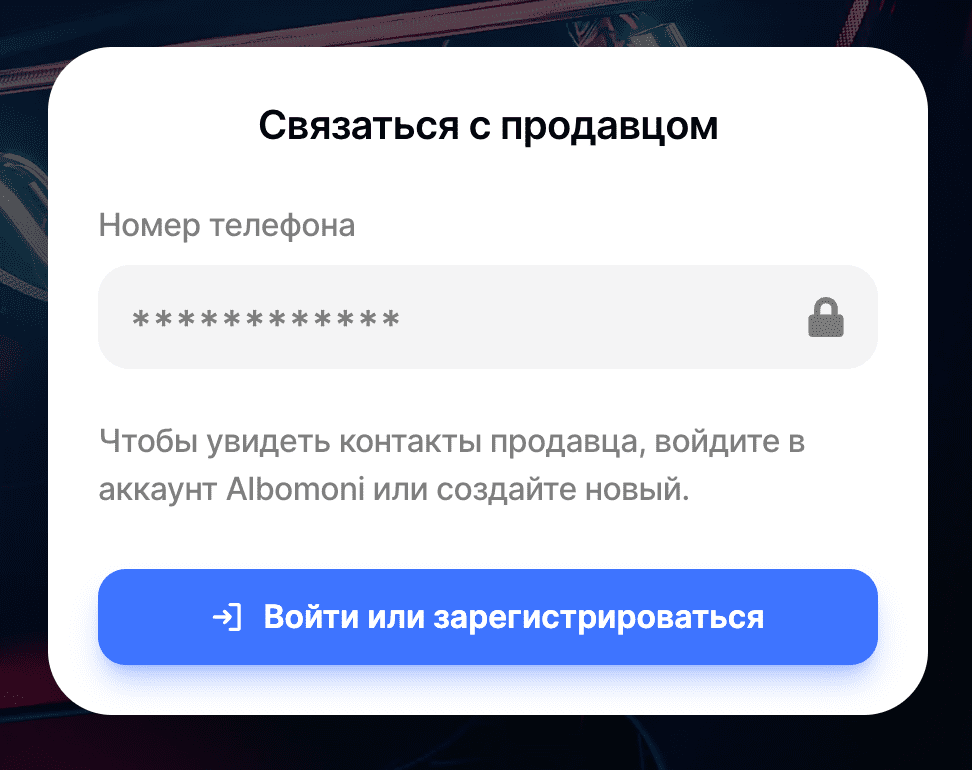 Связаться с продавцом
Номер телефона
************
Чтобы увидеть контакты продавца, войдите в
аккаунт Albomoni или создайте новый.
Войти или зарегистрироваться